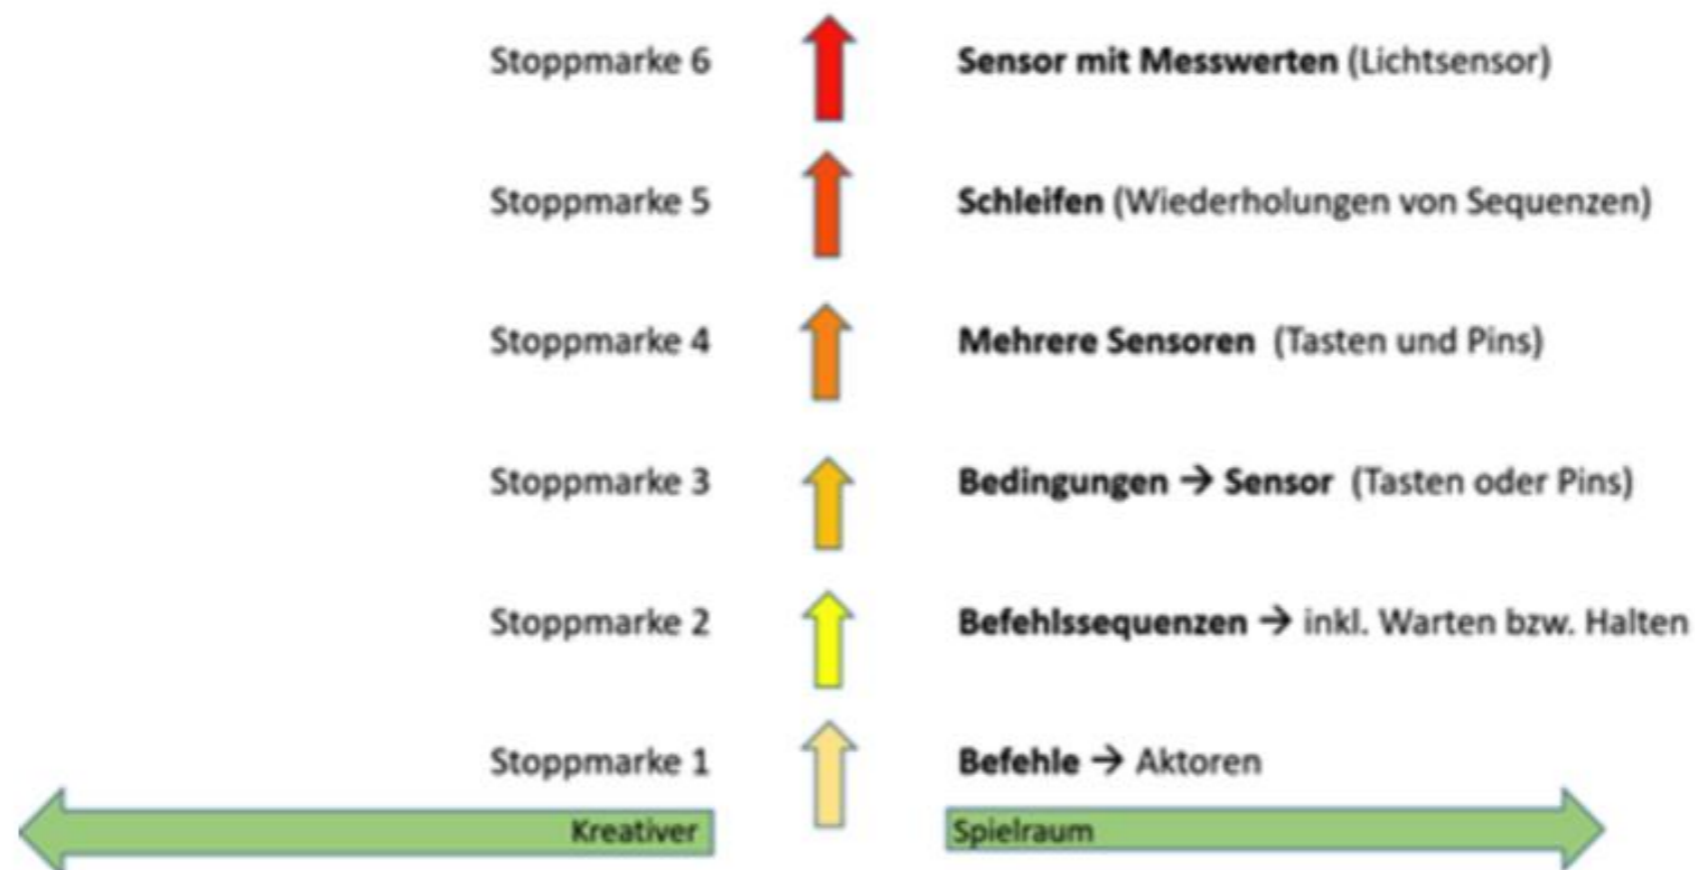 Stoppmarke 6 Sensor mit Messwerten (Lichtsensor)
Stoppmarke 5 Schleifen (Wiederholungen von Sequenzen)
Stoppmarke 4 Mehrere Sensoren (Tasten und Pins)
Stoppmarke 3 Bedingungen → Sensor (Tasten oder Pins)
Stoppmarke 2 Befehlssequenzen → inkl. Warten bzw. Halten
Stoppmarke 1 Befehle → Aktoren
Kreativer Spielraum